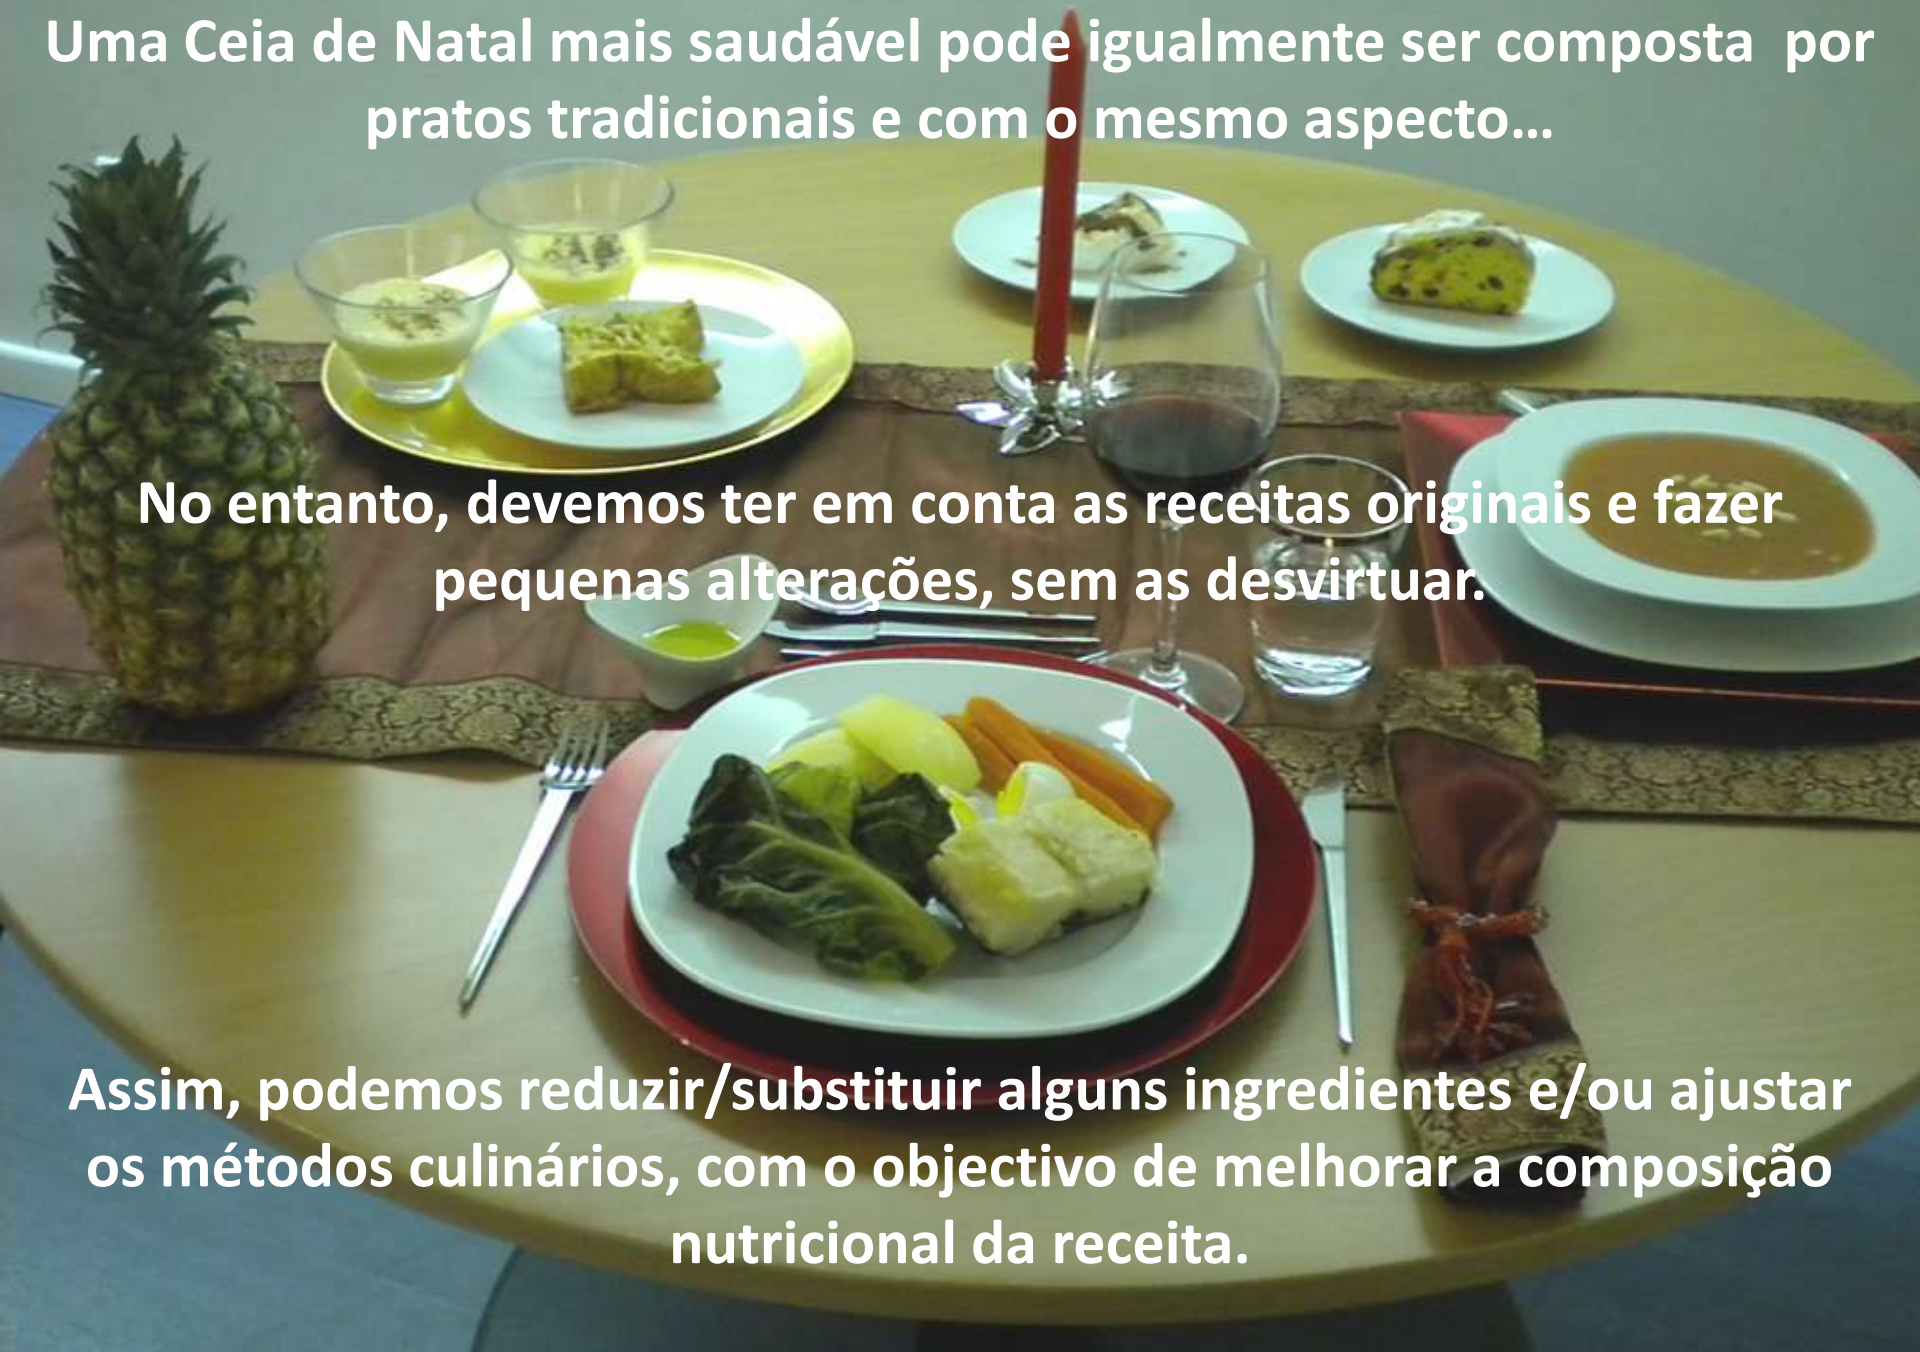 Uma Ceia de Natal mais saudável pode igualmente ser composta  por
pratos tradicionais e com o mesmo aspecto…
No entanto, devemos ter em conta as receitas originais e fazer
pequenas alterações, sem as desvirtuar.
Assim, podemos reduzir/substituir alguns ingredientes e/ou ajustar
os métodos culinários, com o objectivo de melhorar a composição
nutricional da receita.